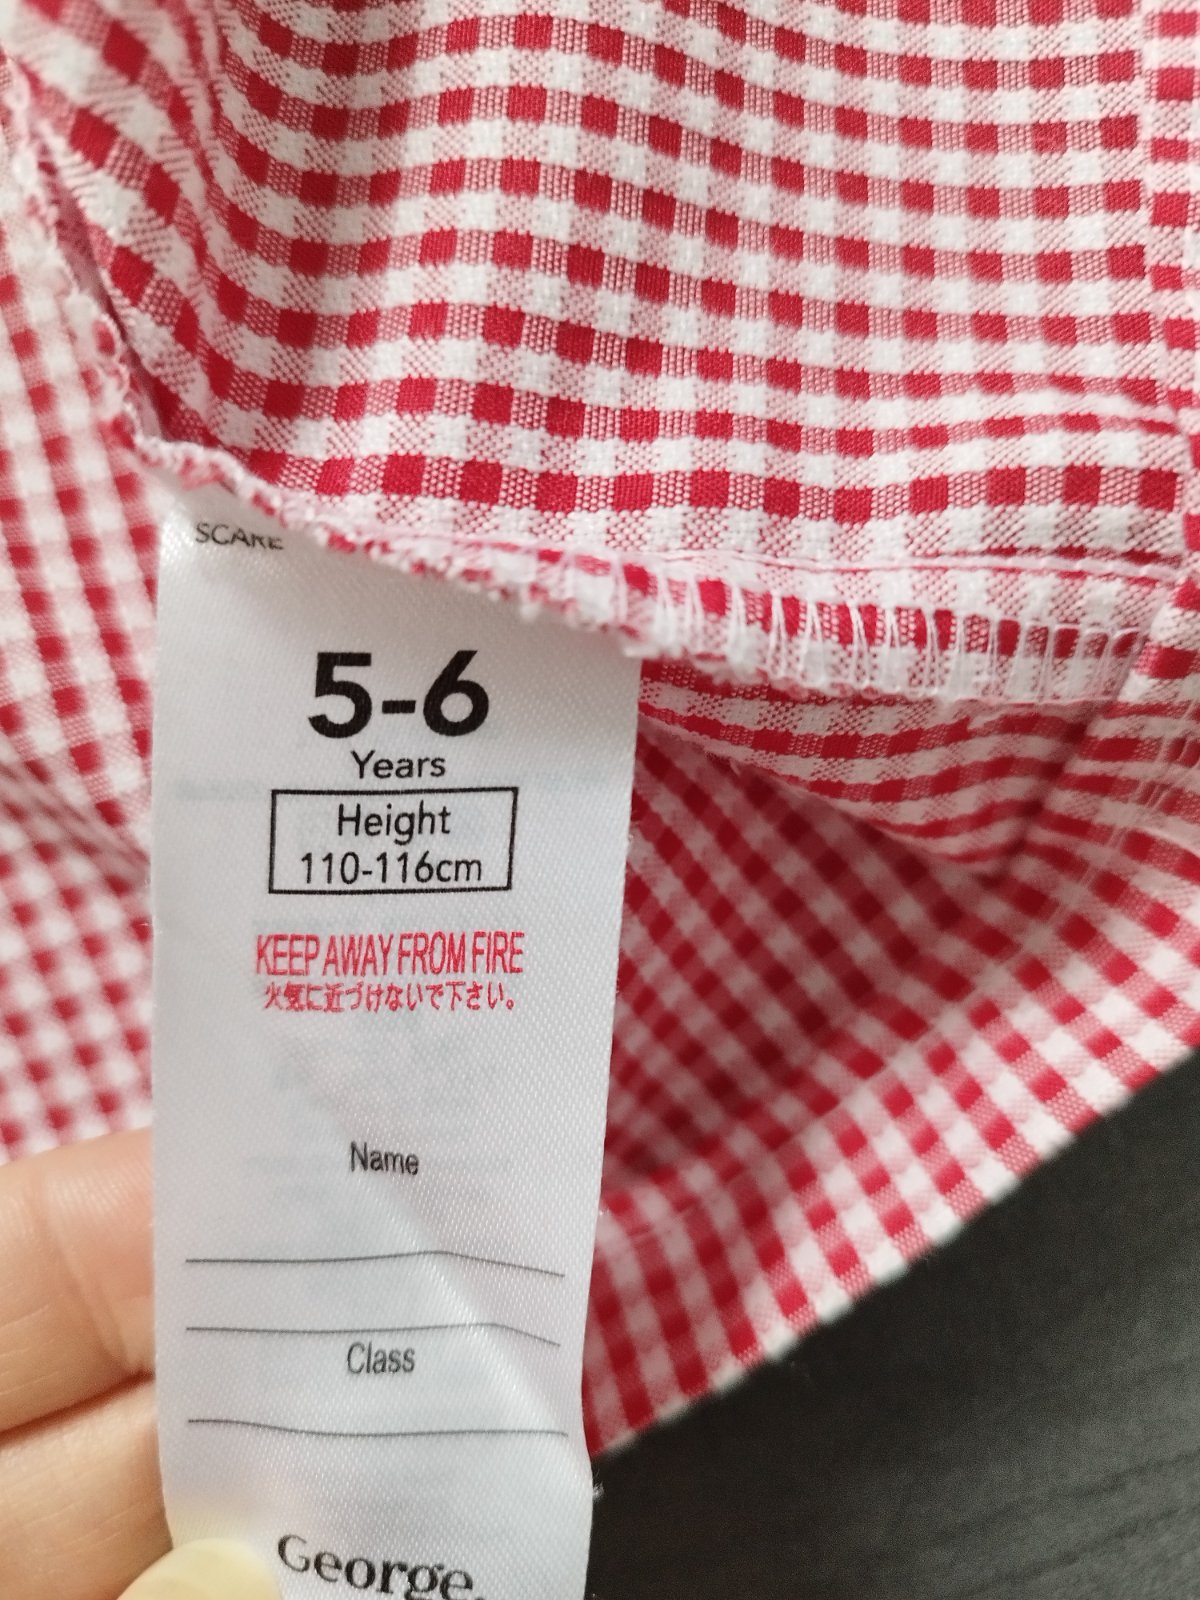 5-6
Years
Height
110-116cm
KEEP AWAY FROM FIRE
火気に近づけないで下さい。
Name
Class
George.